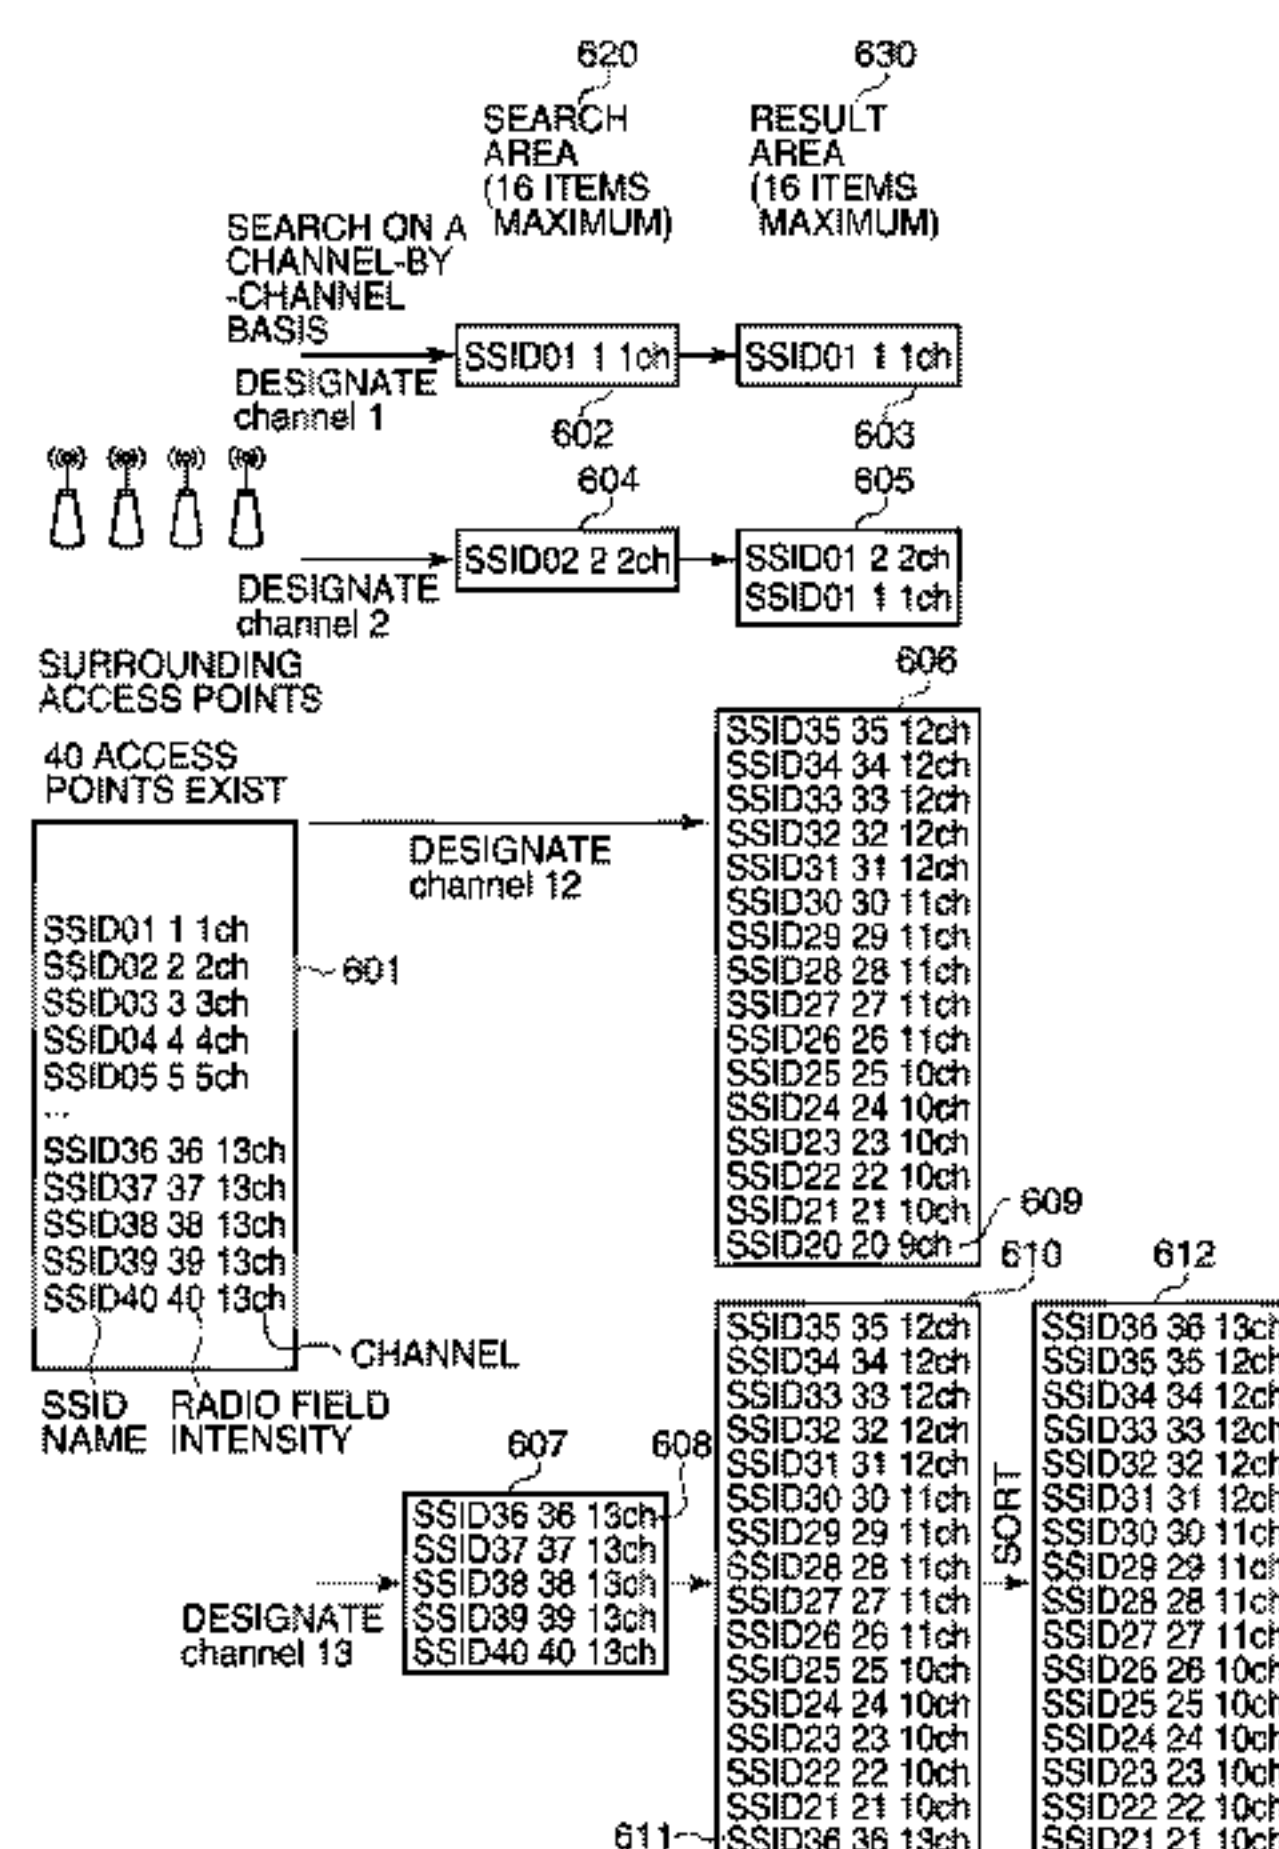 620
630
SEARCH
AREA
(16 ITEMS
MAXIMUM)
RESULT
AREA
(16 ITEMS
MAXIMUM)
SEARCH ON A
CHANNEL-BY
-CHANNEL
BASIS
DESIGNATE
channel 1
SSID01 1 1ch
SSID01 1 1ch
602
603
604
605
DESIGNATE
channel 2
SSID02 2 2ch
SSID01 2 2ch
SSID01 1 1ch
SURROUNDING
ACCESS POINTS
40 ACCESS
POINTS EXIST
SSID01 1 1ch
SSID02 2 2ch
SSID03 3 3ch
SSID04 4 4ch
SSID05 5 5ch
...
SSID36 36 13ch
SSID37 37 13ch
SSID38 38 13ch
SSID39 39 13ch
SSID40 40 13ch
601
CHANNEL
SSID
NAME
RADIO FIELD
INTENSITY
DESIGNATE
channel 12
606
SSID35 35 12ch
SSID34 34 12ch
SSID33 33 12ch
SSID32 32 12ch
SSID31 31 12ch
SSID30 30 11ch
SSID29 29 11ch
SSID28 28 11ch
SSID27 27 11ch
SSID26 26 11ch
SSID25 25 10ch
SSID24 24 10ch
SSID23 23 10ch
SSID22 22 10ch
SSID21 21 10ch
SSID20 20 9ch
609
610
612
DESIGNATE
channel 13
607
608
SSID36 36 13ch
SSID37 37 13ch
SSID38 38 13ch
SSID39 39 13ch
SSID40 40 13ch
SSID35 35 12ch
SSID34 34 12ch
SSID33 33 12ch
SSID32 32 12ch
SSID31 31 12ch
SSID30 30 11ch
SSID29 29 11ch
SSID28 28 11ch
SSID27 27 11ch
SSID26 26 11ch
SSID25 25 10ch
SSID24 24 10ch
SSID23 23 10ch
SSID22 22 10ch
SSID21 21 10ch
SSID36 36 13ch
611
SORT
SSID36 36 13ch
SSID35 35 12ch
SSID34 34 12ch
SSID33 33 12ch
SSID32 32 12ch
SSID31 31 12ch
SSID30 30 11ch
SSID29 29 11ch
SSID28 28 11ch
SSID27 27 11ch
SSID26 26 10ch
SSID25 25 10ch
SSID24 24 10ch
SSID23 23 10ch
SSID22 22 10ch
SSID21 21 10ch